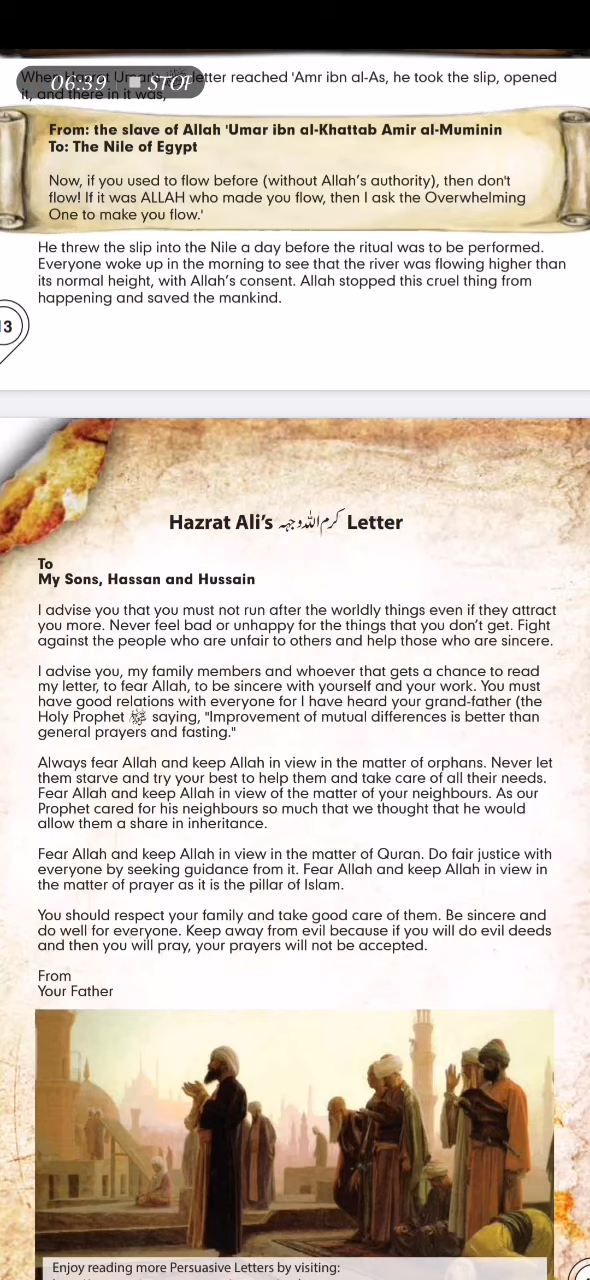 When Hazrat Umar's ﷺ letter reached 'Amr ibn al-As, he took the slip, opened
it, and there in it was,
06:39 STOP
From: the slave of Allah 'Umar ibn al-Khattab Amir al-Muminin
To: The Nile of Egypt
Now, if you used to flow before (without Allah's authority), then don't
flow! If it was ALLAH who made you flow, then I ask the Overwhelming
One to make you flow.'
He threw the slip into the Nile a day before the ritual was to be performed.
Everyone woke up in the morning to see that the river was flowing higher than
its normal height, with Allah's consent. Allah stopped this cruel thing from
happening and saved the mankind.
13
Hazrat Ali's کرم اللہ وجہہ Letter
To
My Sons, Hassan and Hussain
I advise you that you must not run after the worldly things even if they attract
you more. Never feel bad or unhappy for the things that you don't get. Fight
against the people who are unfair to others and help those who are sincere.
I advise you, my family members and whoever that gets a chance to read
my letter, to fear Allah, to be sincere with yourself and your work. You must
have good relations with everyone for I have heard your grand-father (the
Holy Prophet ﷺ saying, "Improvement of mutual differences is better than
general prayers and fasting."
Always fear Allah and keep Allah in view in the matter of orphans. Never let
them starve and try your best to help them and take care of all their needs.
Fear Allah and keep Allah in view of the matter of your neighbours. As our
Prophet cared for his neighbours so much that we thought that he would
allow them a share in inheritance.
Fear Allah and keep Allah in view in the matter of Quran. Do fair justice with
everyone by seeking guidance from it. Fear Allah and keep Allah in view in
the matter of prayer as it is the pillar of Islam.
You should respect your family and take good care of them. Be sincere and
do well for everyone. Keep away from evil because if you will do evil deeds
and then you will pray, your prayers will not be accepted.
From
Your Father
Enjoy reading more Persuasive Letters by visiting: